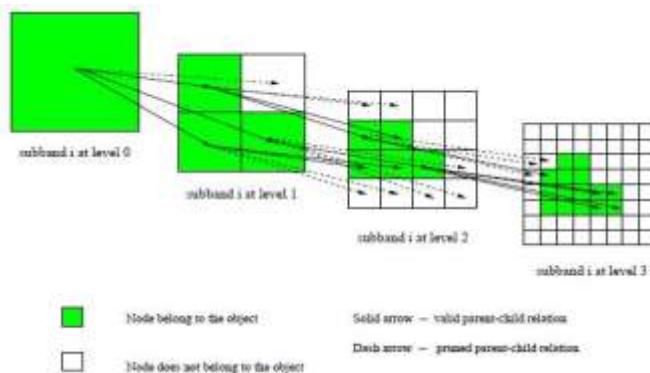 subband i at level 0
subband i at level 1
subband i at level 2
subband i at level 3
Node belong to the object
Solid arrow -- valid parent-child relation
Dash arrow -- pruned parent-child relation
Node does not belong to the object